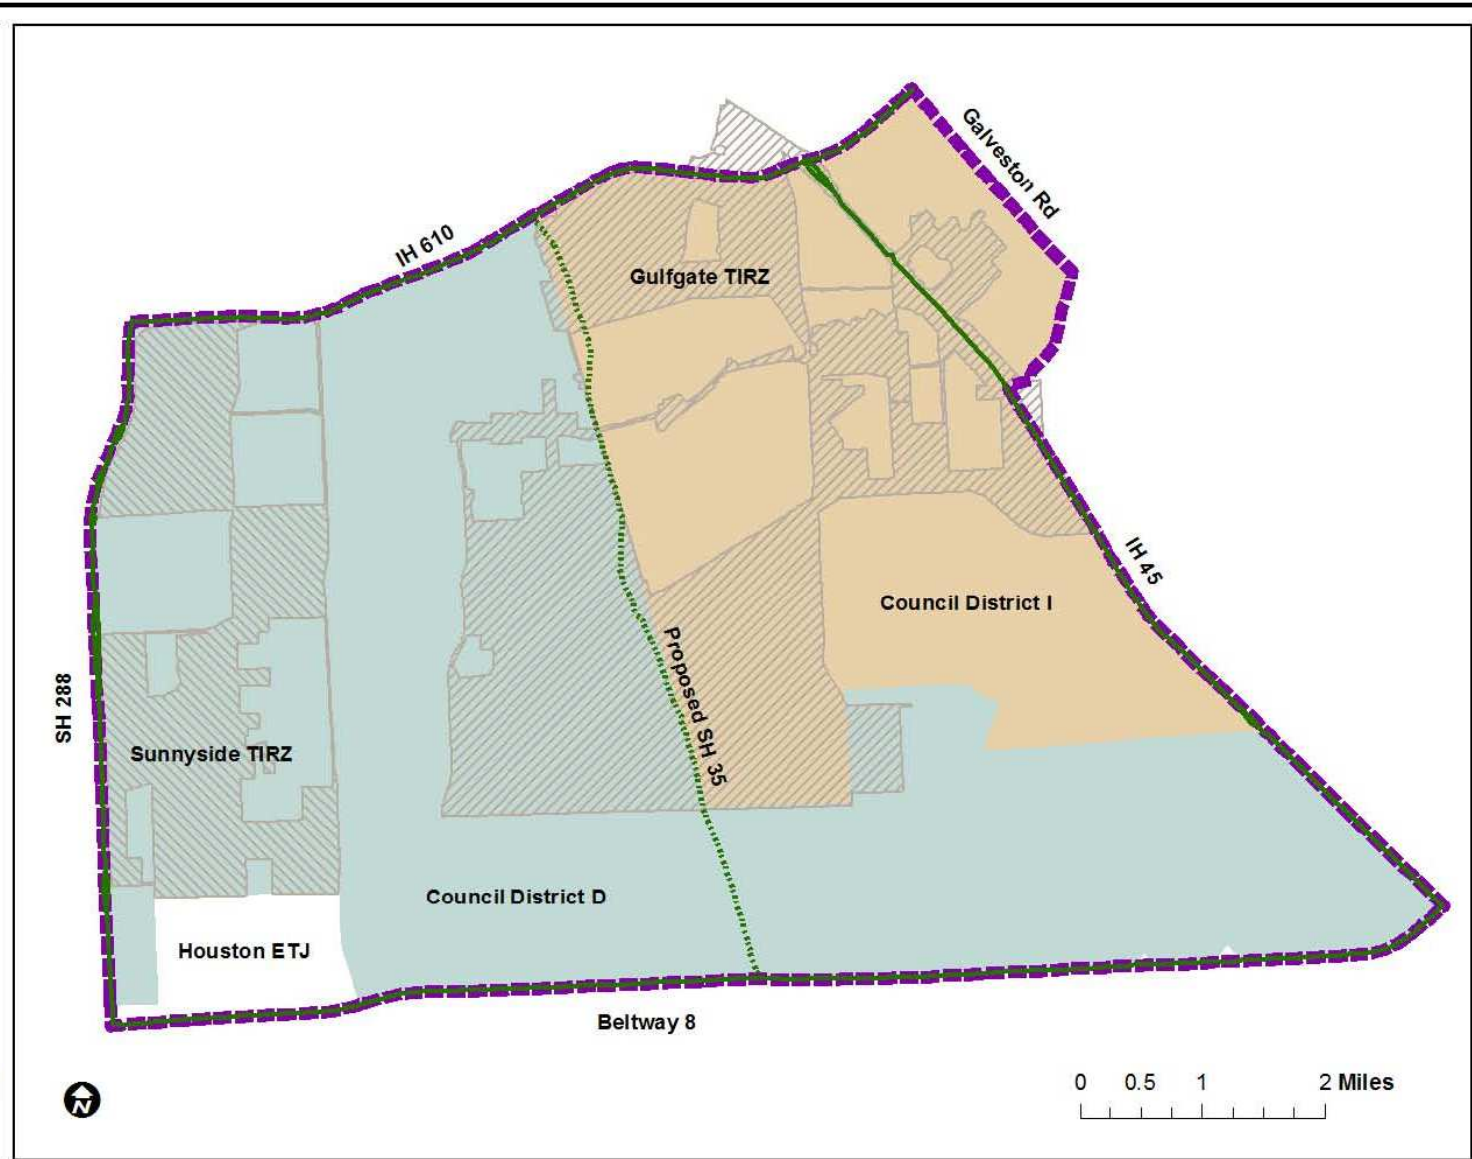 Galveston Rd
IH 610
Gulfgate TIRZ
IH 45
Council District I
Proposed SH 35
SH 288
Sunnyside TIRZ
Council District D
Houston ETJ
Beltway 8
N
0 0.5 1 2 Miles